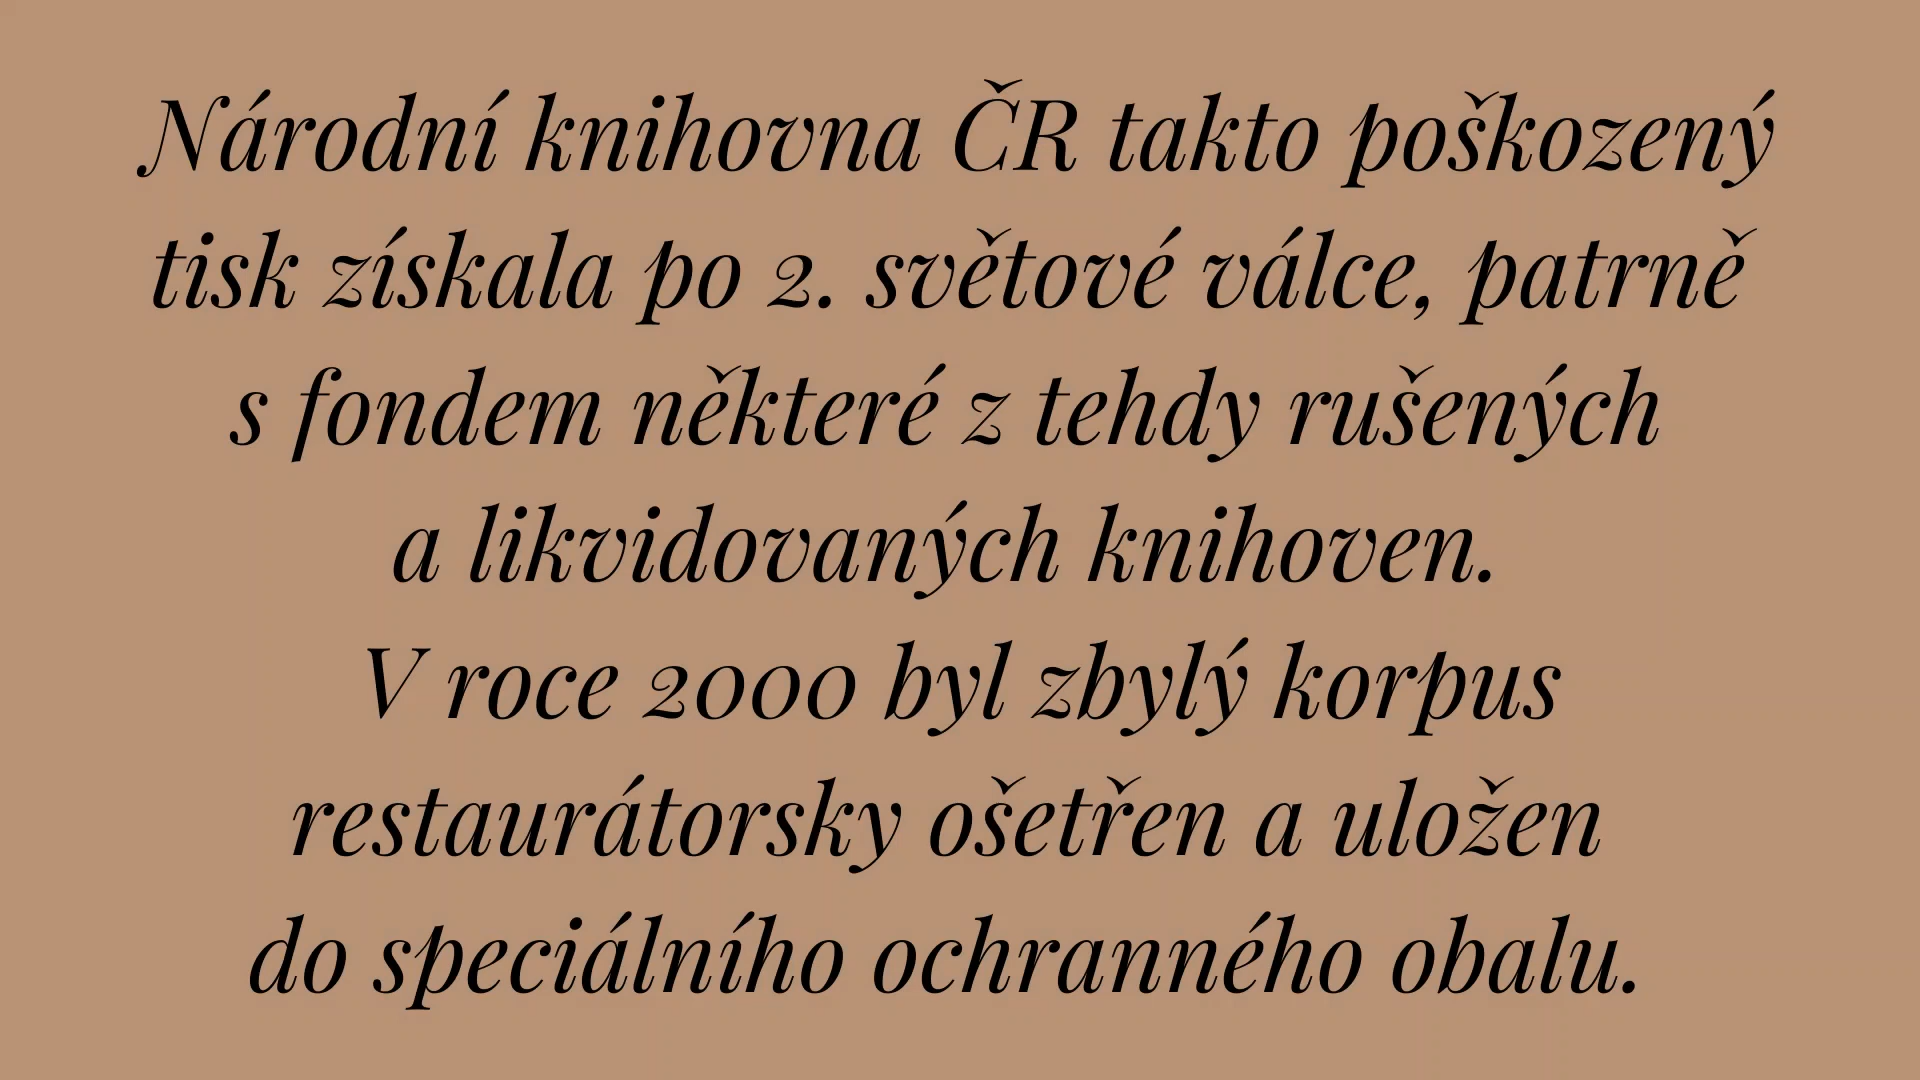 Národní knihovna ČR takto poškozený
tisk získala po 2. světové válce, patrně
s fondem některé z tehdy rušených
a likvidovaných knihoven.
V roce 2000 byl zbylý korpus
restaurátorsky ošetřen a uložen
do speciálního ochranného obalu.